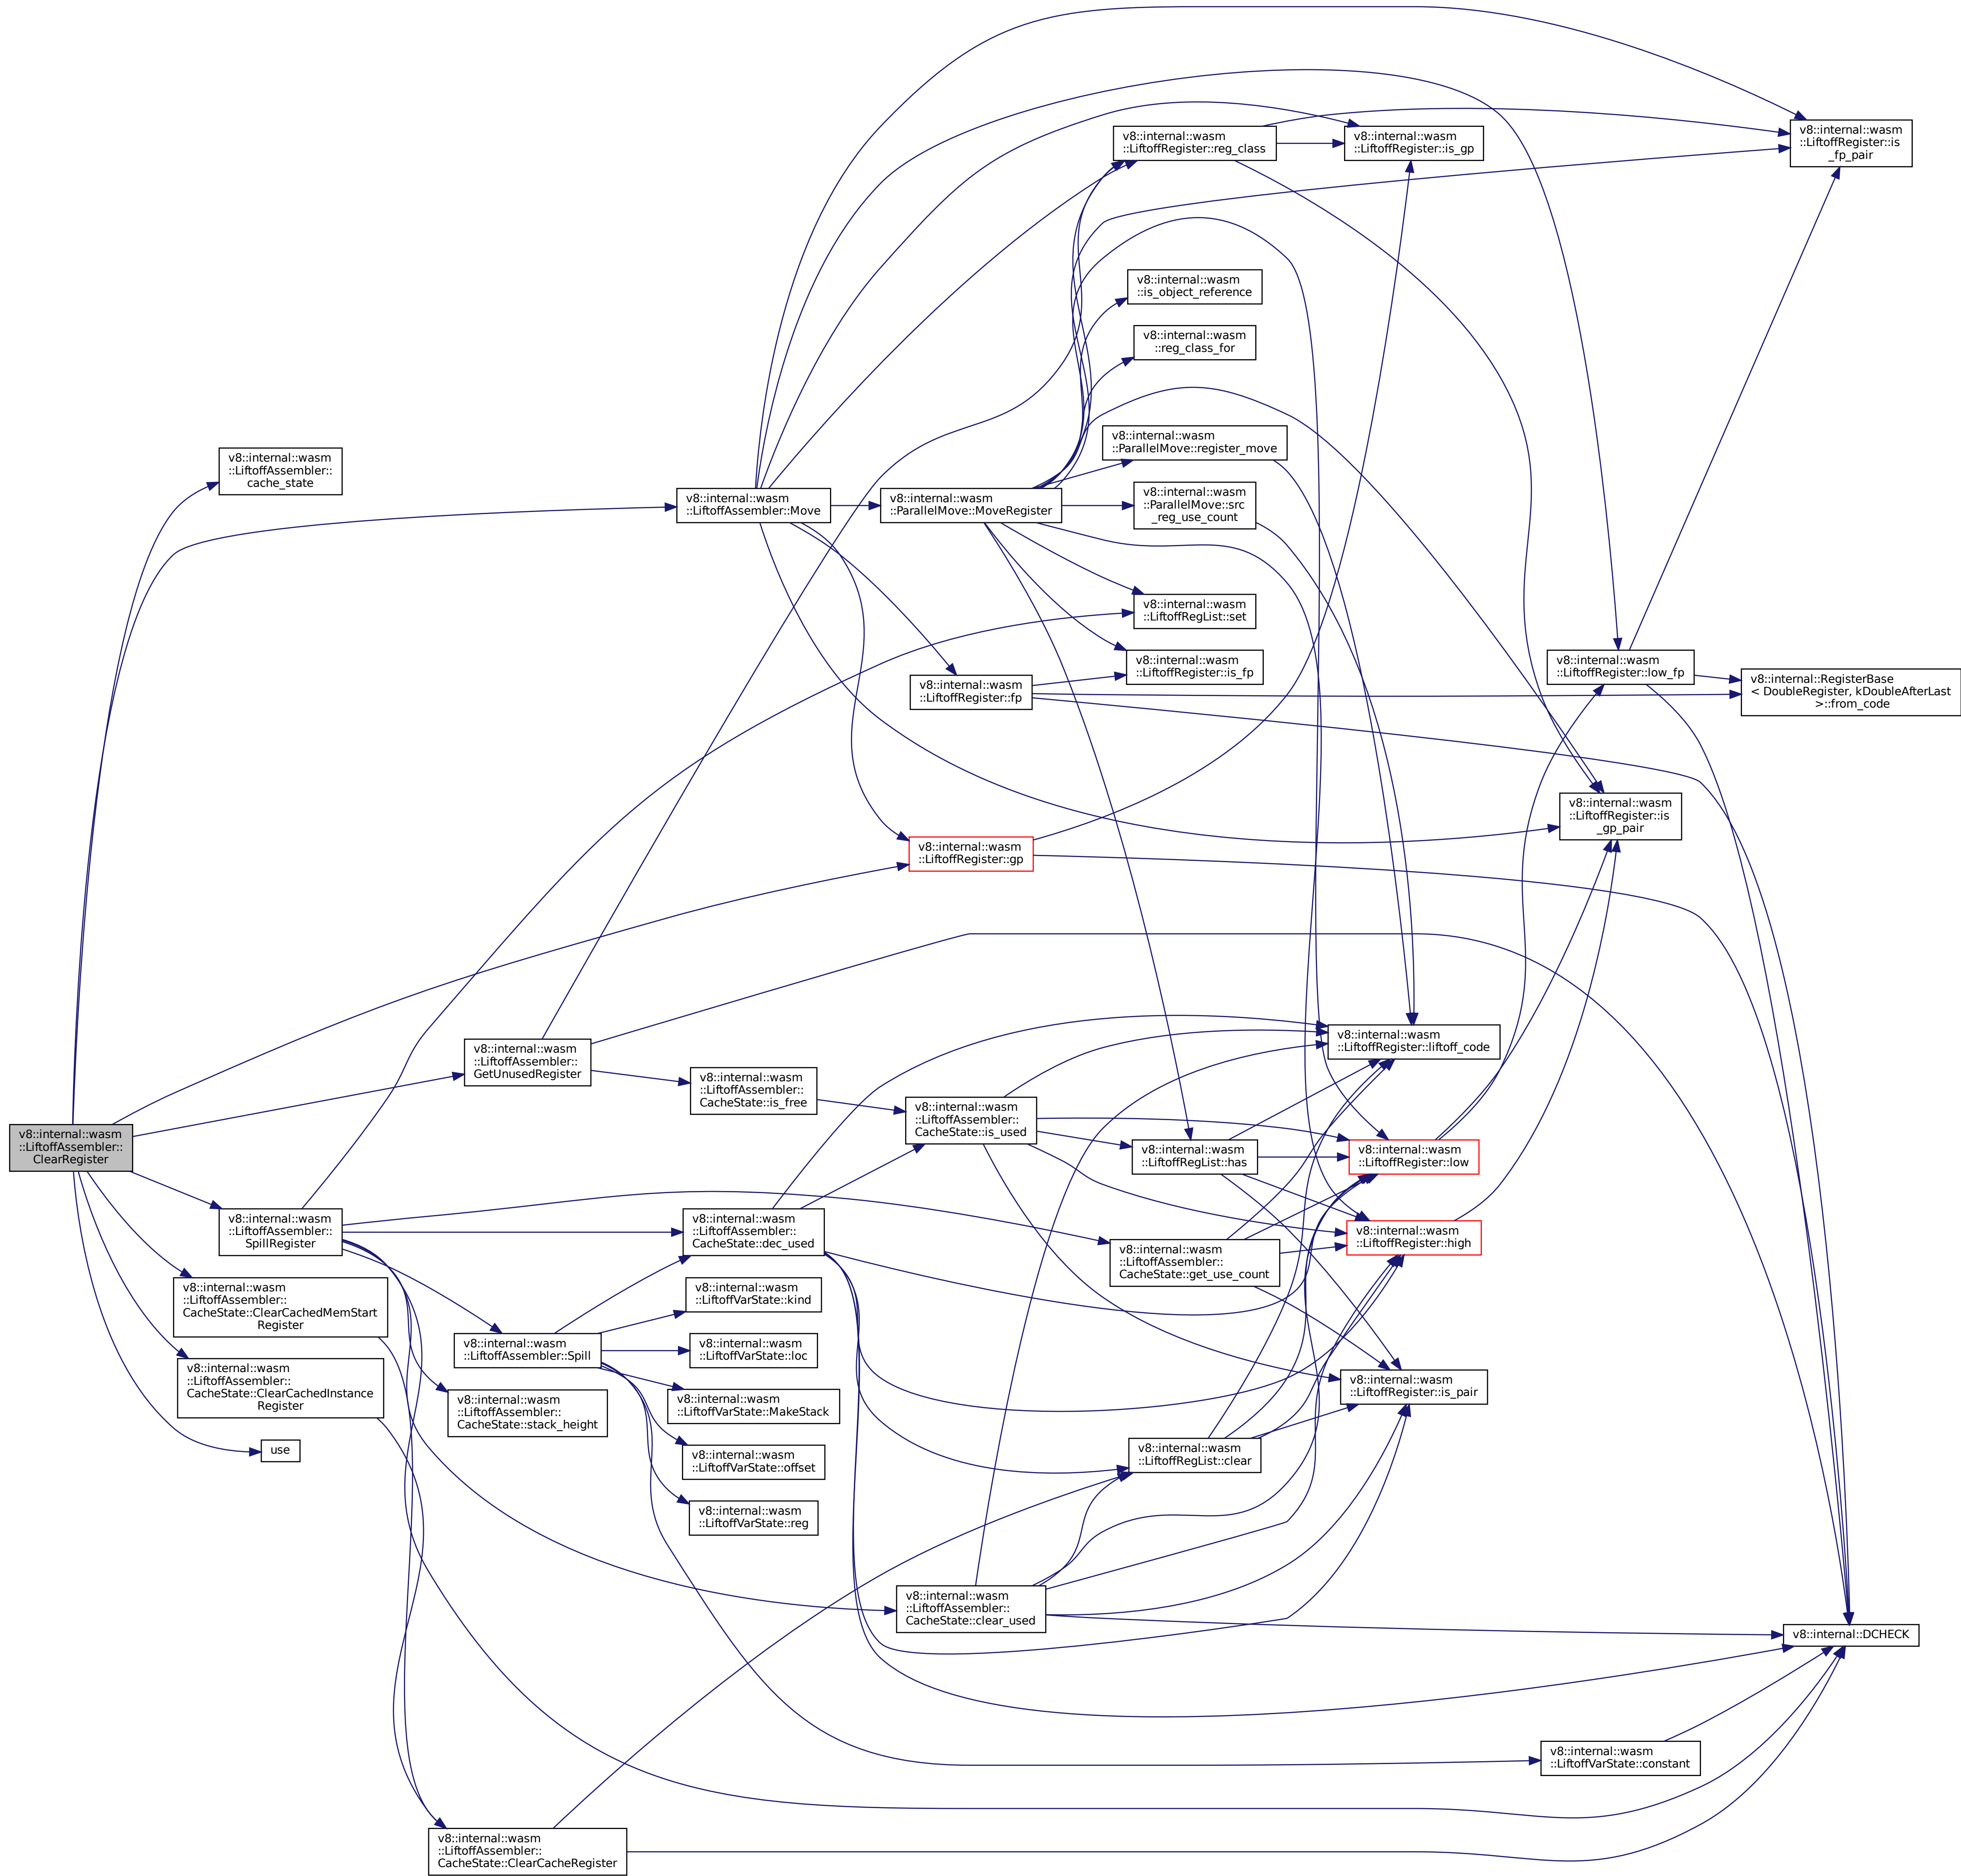 v8::internal::wasm
::LiftoffAssembler::
ClearRegister
v8::internal::wasm
::LiftoffAssembler::
cache_state
v8::internal::wasm
::LiftoffAssembler::Move
v8::internal::wasm
::ParallelMove::MoveRegister
v8::internal::wasm
::LiftoffRegister::reg_class
v8::internal::wasm
::LiftoffRegister::is_gp
v8::internal::wasm
::LiftoffRegister::is
_fp_pair
v8::internal::wasm
::is_object_reference
v8::internal::wasm
::reg_class_for
v8::internal::wasm
::ParallelMove::register_move
v8::internal::wasm
::ParallelMove::src
_reg_use_count
v8::internal::wasm
::LiftoffRegList::set
v8::internal::wasm
::LiftoffRegister::is_fp
v8::internal::wasm
::LiftoffRegister::fp
v8::internal::wasm
::LiftoffRegister::low_fp
v8::internal::RegisterBase
< DoubleRegister, kDoubleAfterLast
>::from_code
v8::internal::wasm
::LiftoffRegister::is
_gp_pair
v8::internal::wasm
::LiftoffRegister::gp
v8::internal::wasm
::LiftoffAssembler::
GetUnusedRegister
v8::internal::wasm
::LiftoffAssembler::
CacheState::is_free
v8::internal::wasm
::LiftoffAssembler::
CacheState::is_used
v8::internal::wasm
::LiftoffRegister::liftoff_code
v8::internal::wasm
::LiftoffRegList::has
v8::internal::wasm
::LiftoffRegister::low
v8::internal::wasm
::LiftoffAssembler::
SpillRegister
v8::internal::wasm
::LiftoffAssembler::
CacheState::dec_used
v8::internal::wasm
::LiftoffAssembler::
CacheState::get_use_count
v8::internal::wasm
::LiftoffRegister::high
v8::internal::wasm
::LiftoffAssembler::
CacheState::ClearCachedMemStart
Register
v8::internal::wasm
::LiftoffVarState::kind
v8::internal::wasm
::LiftoffAssembler::Spill
v8::internal::wasm
::LiftoffVarState::loc
v8::internal::wasm
::LiftoffAssembler::
CacheState::ClearCachedInstance
Register
v8::internal::wasm
::LiftoffAssembler::
CacheState::stack_height
v8::internal::wasm
::LiftoffVarState::MakeStack
v8::internal::wasm
::LiftoffRegister::is_pair
use
v8::internal::wasm
::LiftoffVarState::offset
v8::internal::wasm
::LiftoffRegList::clear
v8::internal::wasm
::LiftoffVarState::reg
v8::internal::wasm
::LiftoffAssembler::
CacheState::clear_used
v8::internal::DCHECK
v8::internal::wasm
::LiftoffVarState::constant
v8::internal::wasm
::LiftoffAssembler::
CacheState::ClearCacheRegister